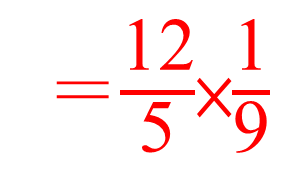 = 12/5 × 1/9